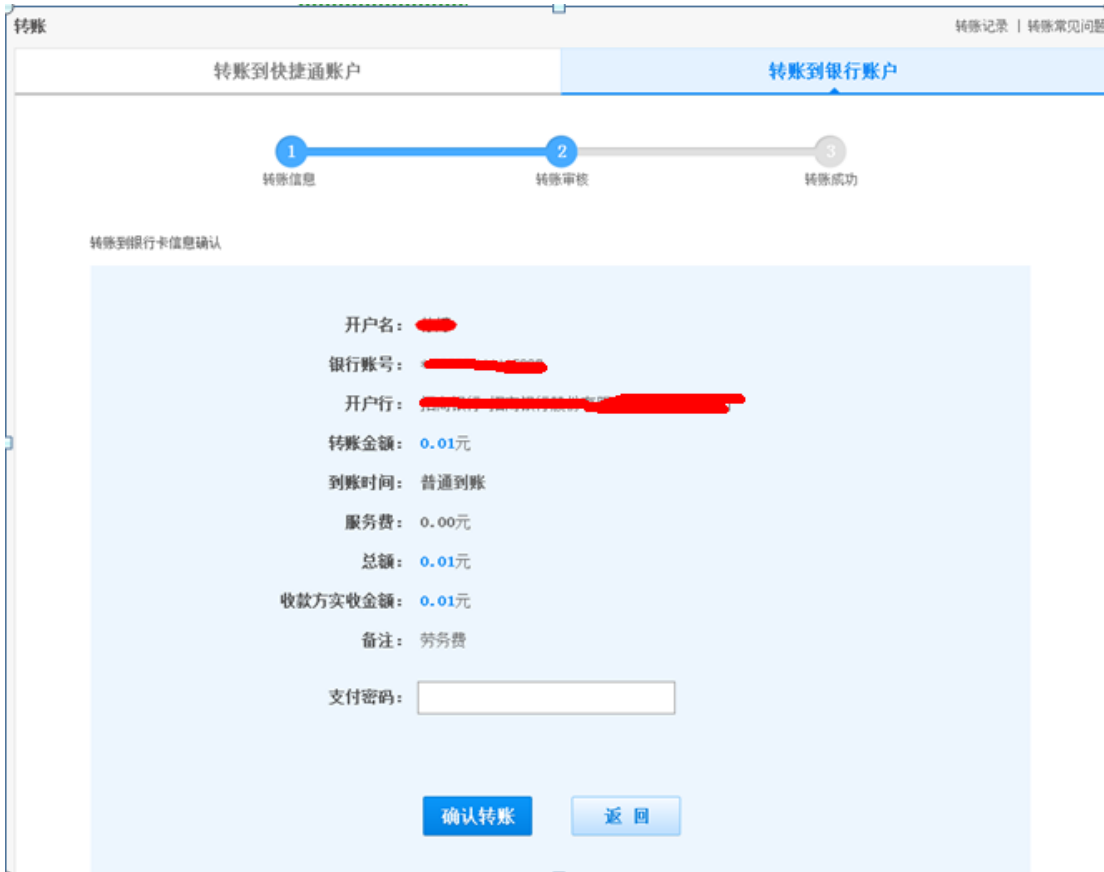 转账
转账记录 | 转账常见问题
转账到快捷通账户
转账到银行账户
1
2
3
转账信息
转账审核
转账成功
转账到银行卡信息确认
开户名：
银行账号：
开户行：
转账金额： 0.01元
到账时间： 普通到账
服务费： 0.00元
总额： 0.01元
收款方实收金额： 0.01元
备注： 劳务费
支付密码：
确认转账
返 回